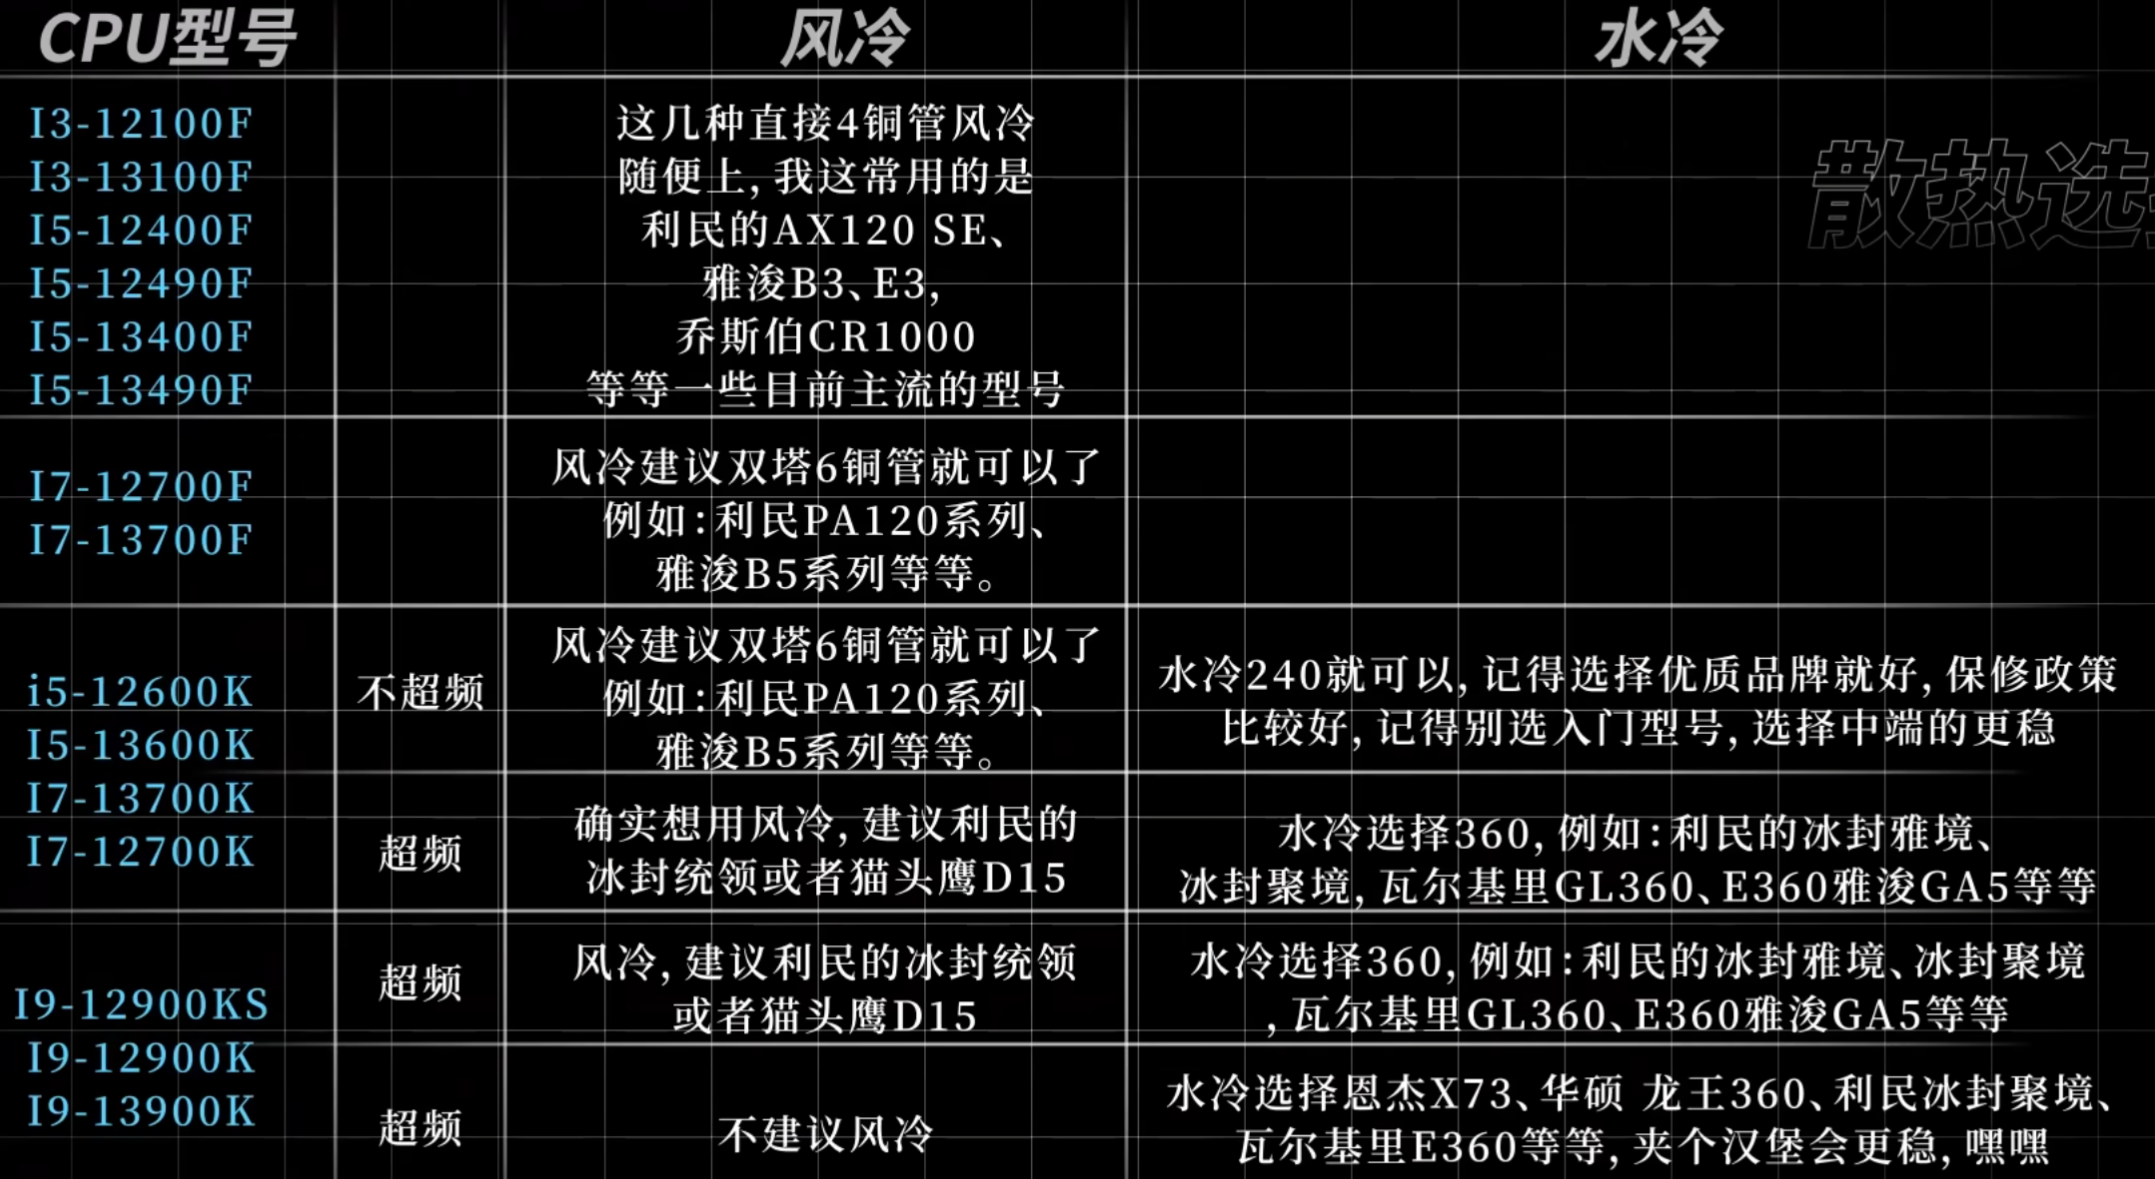 CPU型号 风冷 水冷
I3-12100F
I3-13100F
I5-12400F
I5-12490F
I5-13400F
I5-13490F
这几种直接4铜管风冷
随便上,我这常用的是
利民的AX120 SE、
雅浚B3、E3,
乔斯伯CR1000
等等一些目前主流的型号
散热选
I7-12700F
I7-13700F
风冷建议双塔6铜管就可以了
例如:利民PA120系列、
雅浚B5系列等等。
i5-12600K
I5-13600K
I7-13700K
I7-12700K
不超频
风冷建议双塔6铜管就可以了
例如:利民PA120系列、
雅浚B5系列等等。
水冷240就可以,记得选择优质品牌就好,保修政策
比较好,记得别选入门型号,选择中端的更稳
超频
确实想用风冷,建议利民的
冰封统领或者猫头鹰D15
水冷选择360,例如:利民的冰封雅境、
冰封聚境,瓦尔基里GL360、E360雅浚GA5等等
I9-12900KS
I9-12900K
I9-13900K
超频
风冷,建议利民的冰封统领
或者猫头鹰D15
水冷选择360,例如:利民的冰封雅境、冰封聚境
,瓦尔基里GL360、E360雅浚GA5等等
超频
不建议风冷
水冷选择恩杰X73、华硕 龙王360、利民冰封聚境、
瓦尔基里E360等等,夹个汉堡会更稳,嘿嘿